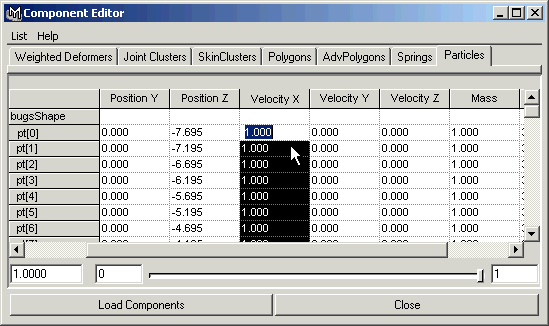 Component Editor
List Help
Weighted Deformers Joint Clusters SkinClusters Polygons AdvPolygons Springs Particles
Position Y Position Z Velocity X Velocity Y Velocity Z Mass
bugsShape
pt[0] 0.000 -7.695 1.000 0.000 0.000 1.000
pt[1] 0.000 -7.195 1.000 0.000 0.000 1.000
pt[2] 0.000 -6.695 1.000 0.000 0.000 1.000
pt[3] 0.000 -6.195 1.000 0.000 0.000 1.000
pt[4] 0.000 -5.695 1.000 0.000 0.000 1.000
pt[5] 0.000 -5.195 1.000 0.000 0.000 1.000
pt[6] 0.000 -4.695 1.000 0.000 0.000 1.000
1.0000 0 1
Load Components Close